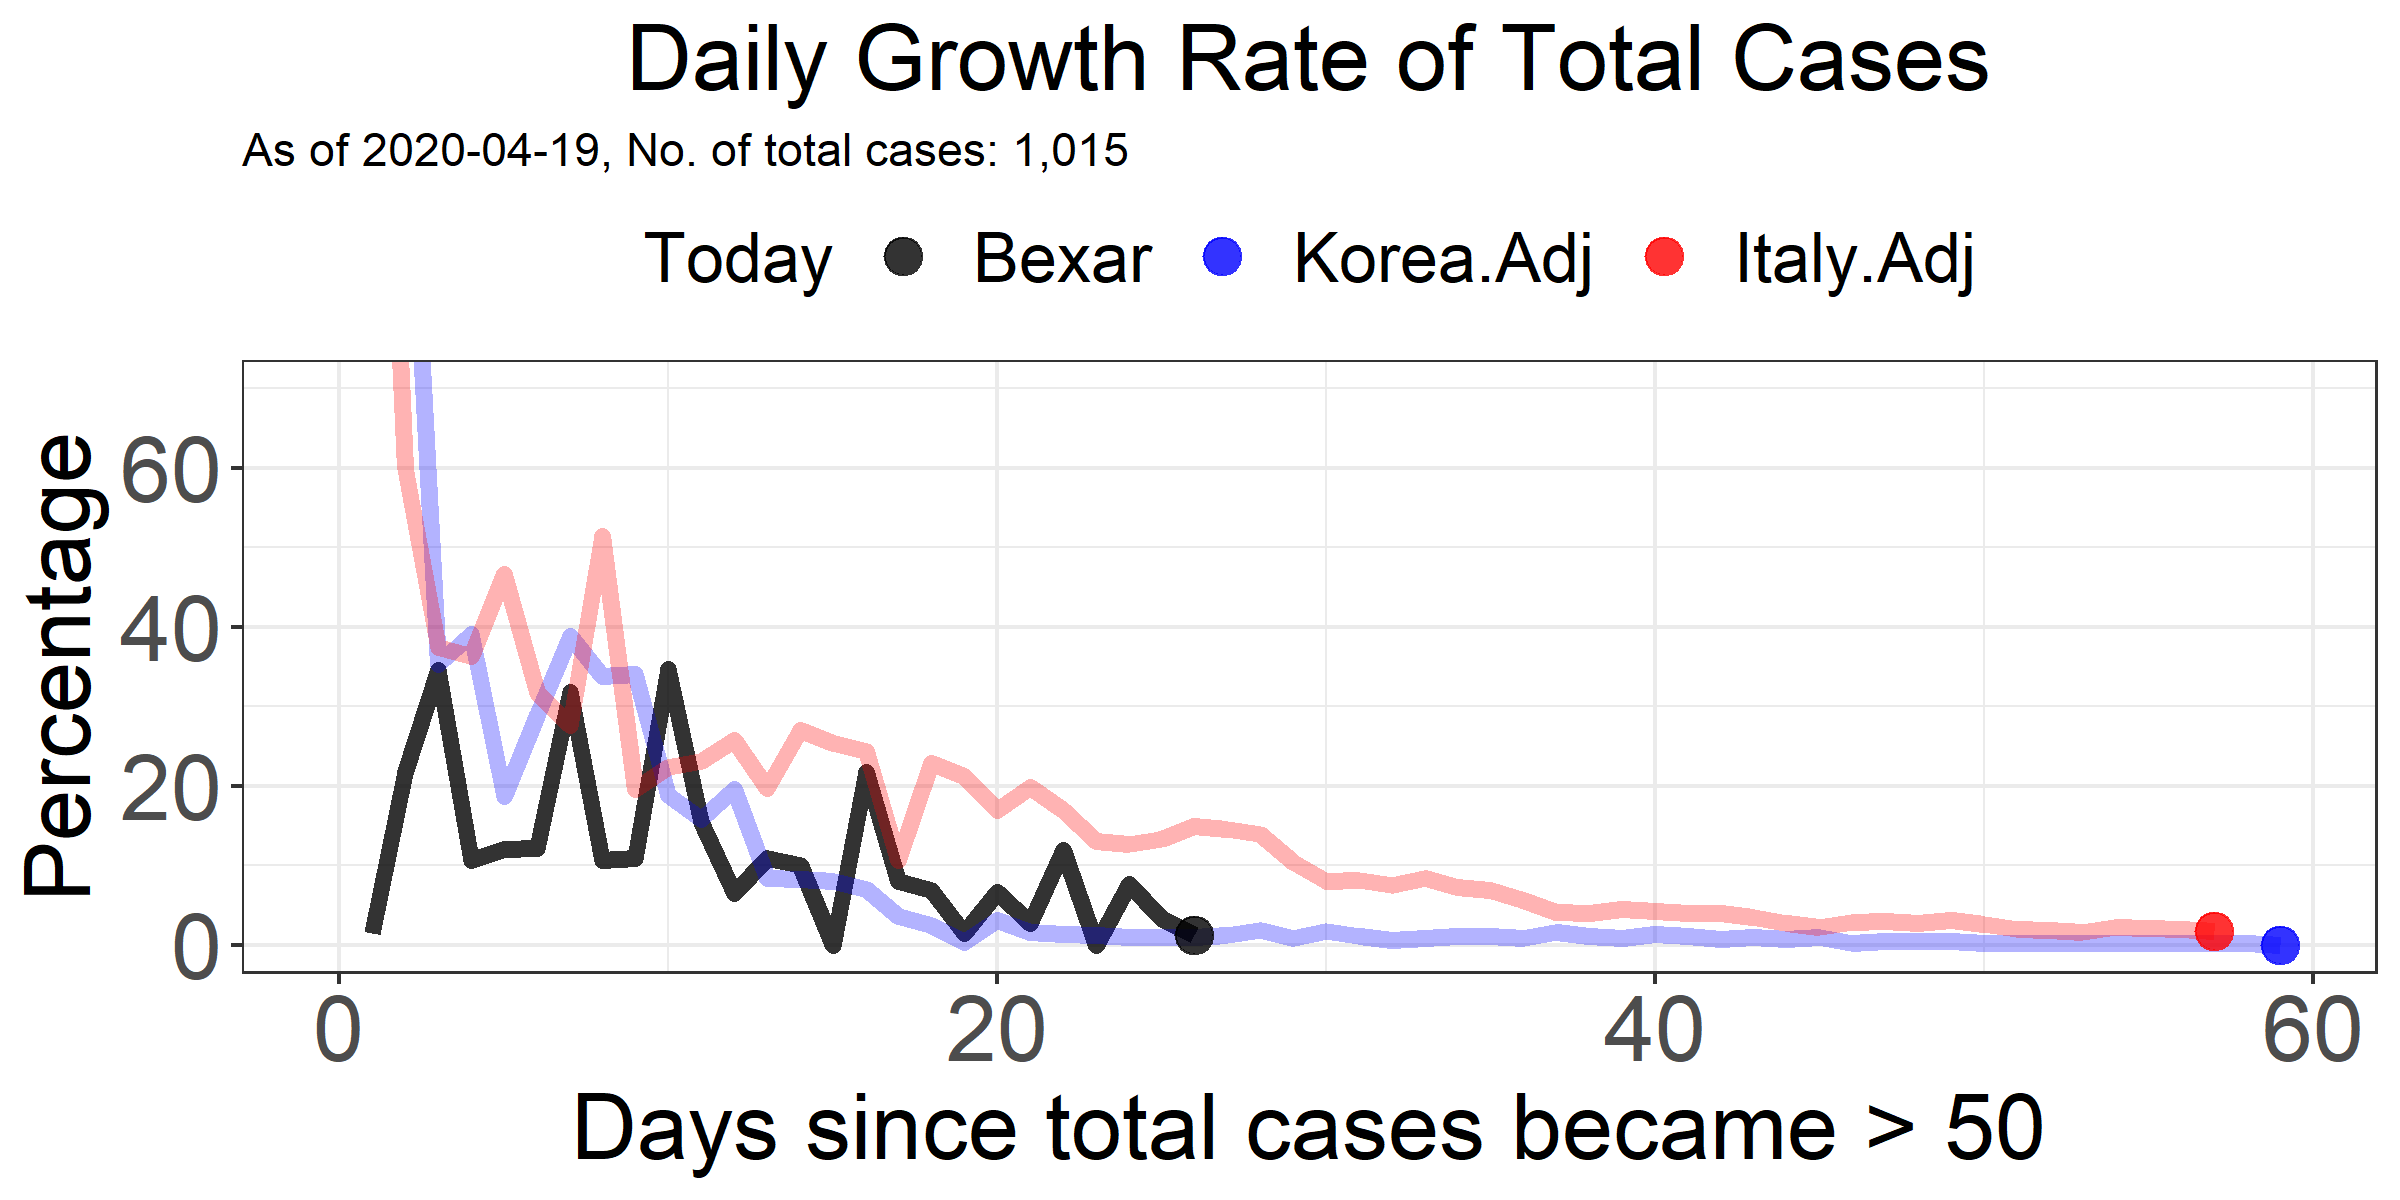 Daily Growth Rate of Total Cases
As of 2020-04-19, No. of total cases: 1,015
Today Bexar Korea.Adj Italy.Adj
Percentage
60
40
20
0
0 20 40 60
Days since total cases became > 50